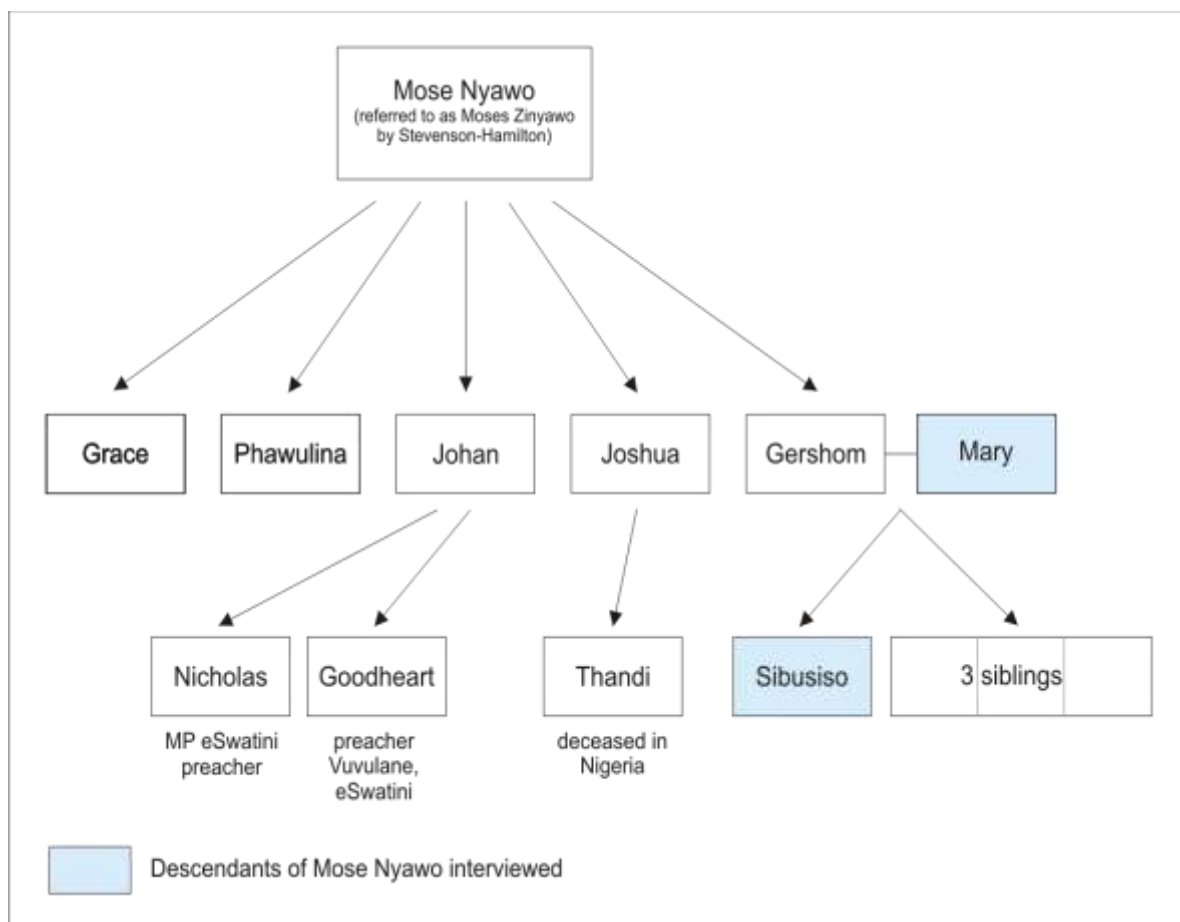 Mose Nyawo
(referred to as Moses Zinyawo
by Stevenson-Hamilton)
Grace
Phawulina
Johan
Joshua
Gershom
Mary
Nicholas
Goodheart
Thandi
Sibusiso
3 siblings
MP eSwatini
preacher
preacher
Vuvulane,
eSwatini
deceased in
Nigeria
Descendants of Mose Nyawo interviewed